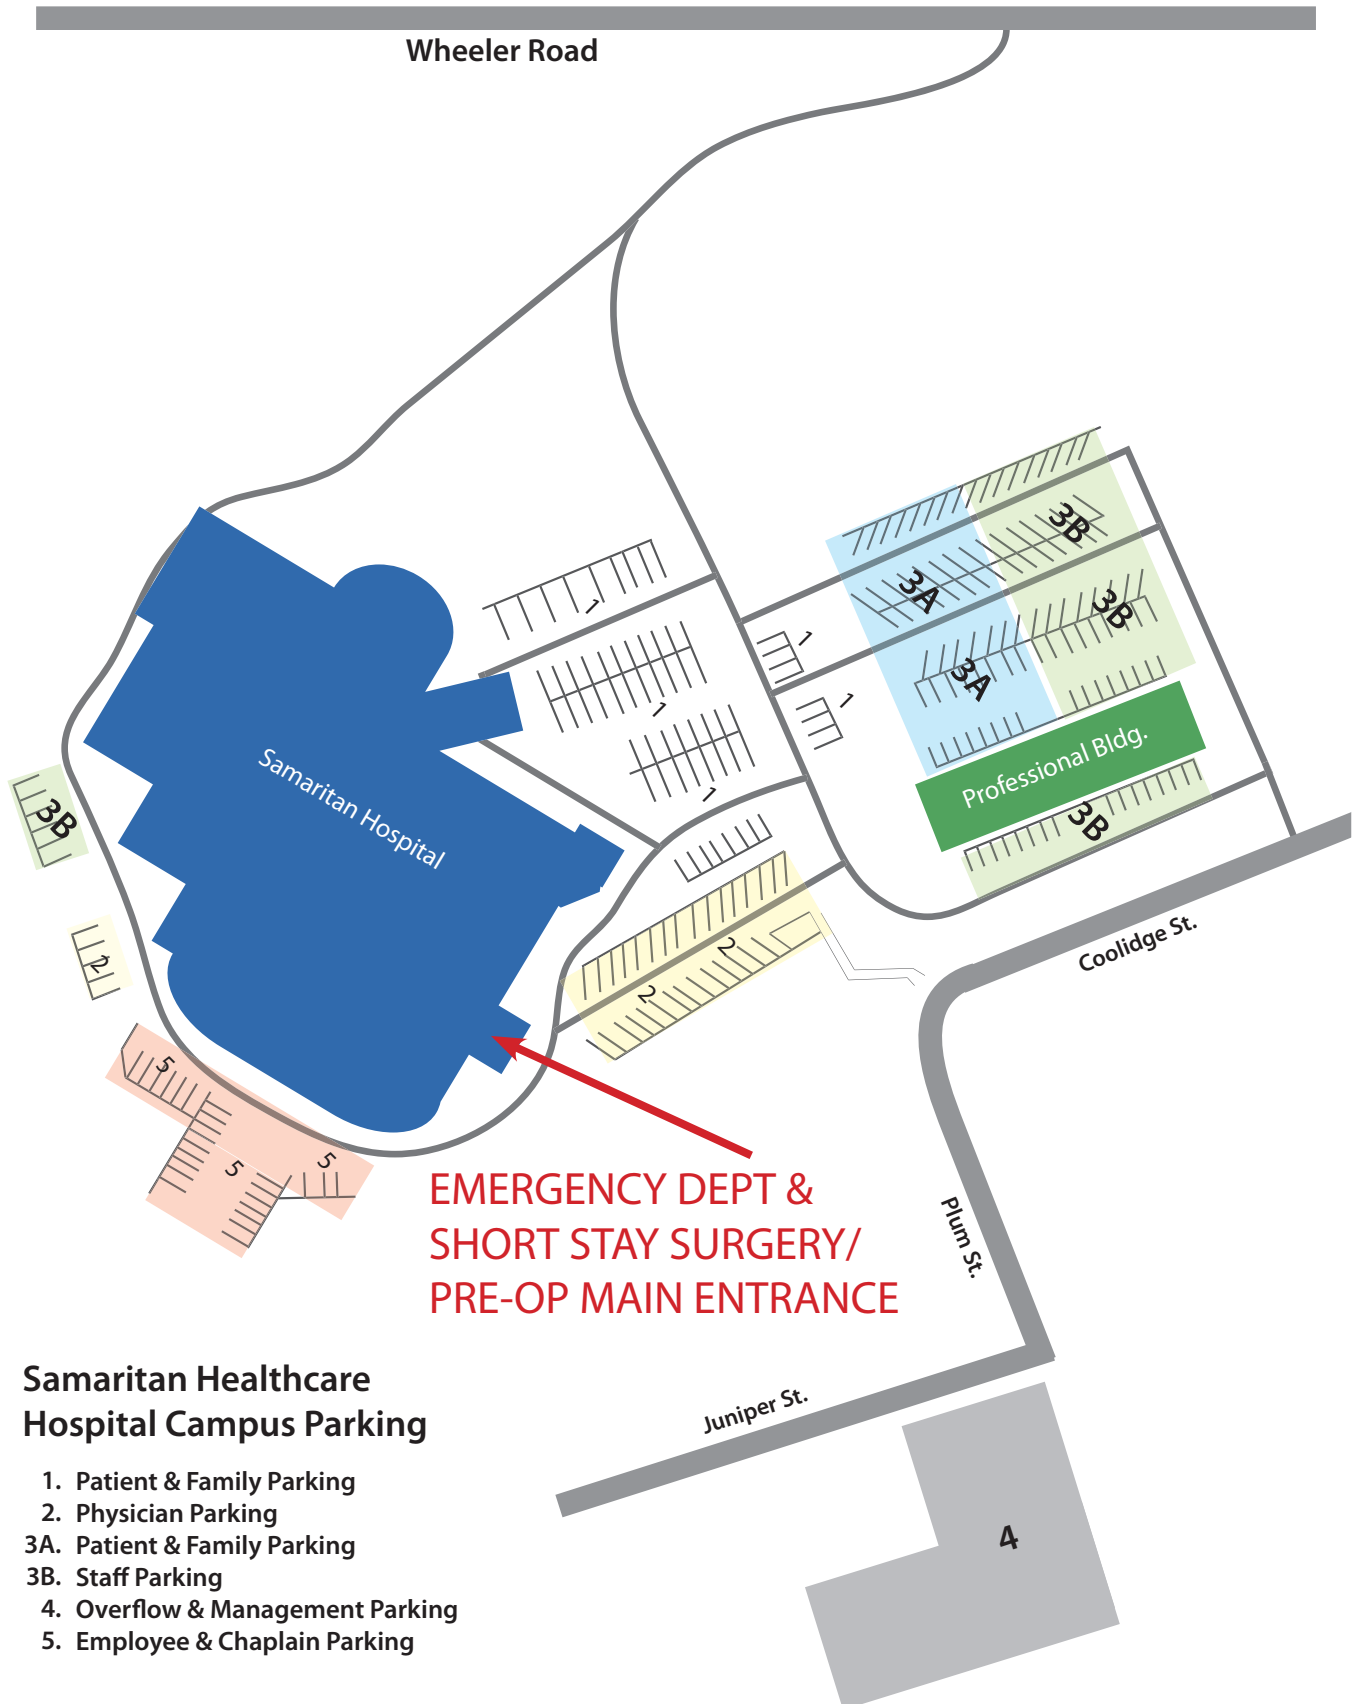 Wheeler Road
3B
3A
1
3B
1
3A
1
1
Professional Bldg.
Samaritan Hospital
1
3B
3B
2
Coolidge St.
2
2
5
5
5
EMERGENCY DEPT &
SHORT STAY SURGERY/
PRE-OP MAIN ENTRANCE
Plum St.
Juniper St.
4
Samaritan Healthcare
Hospital Campus Parking
1. Patient & Family Parking
2. Physician Parking
3A. Patient & Family Parking
3B. Staff Parking
4. Overflow & Management Parking
5. Employee & Chaplain Parking